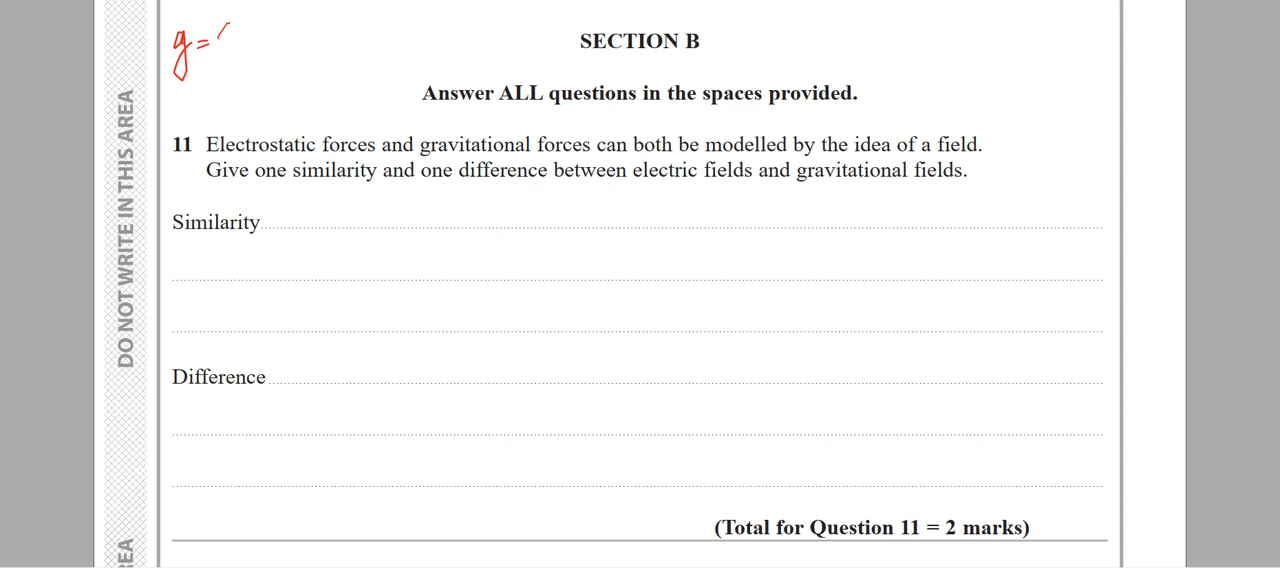 g=
SECTION B
Answer ALL questions in the spaces provided.
11 Electrostatic forces and gravitational forces can both be modelled by the idea of a field.
Give one similarity and one difference between electric fields and gravitational fields.
Similarity
Difference
(Total for Question 11 = 2 marks)
DO NOT WRITE IN THIS AREA
REA